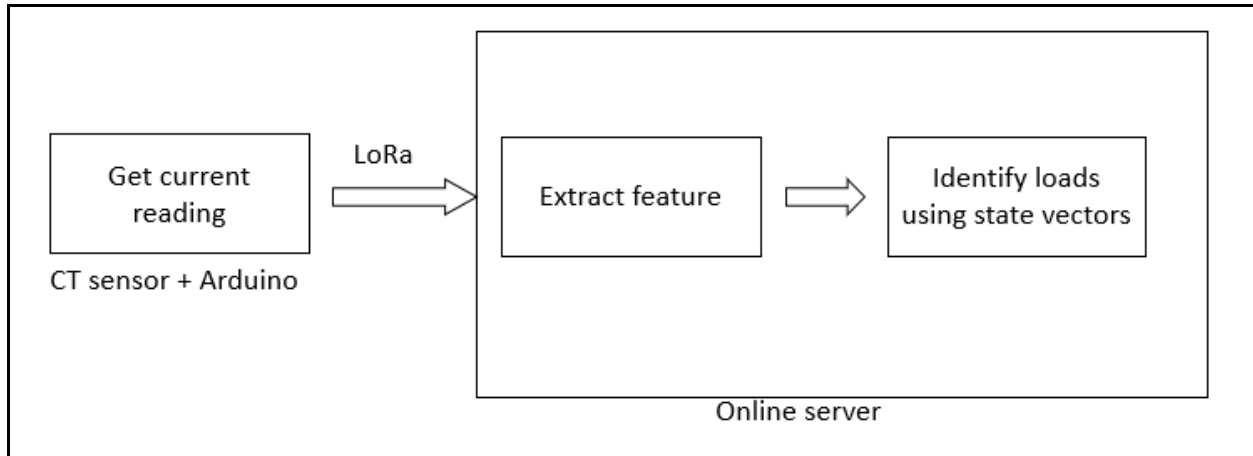 Get current
reading
CT sensor + Arduino
LoRa
Extract feature
Identify loads
using state vectors
Online server